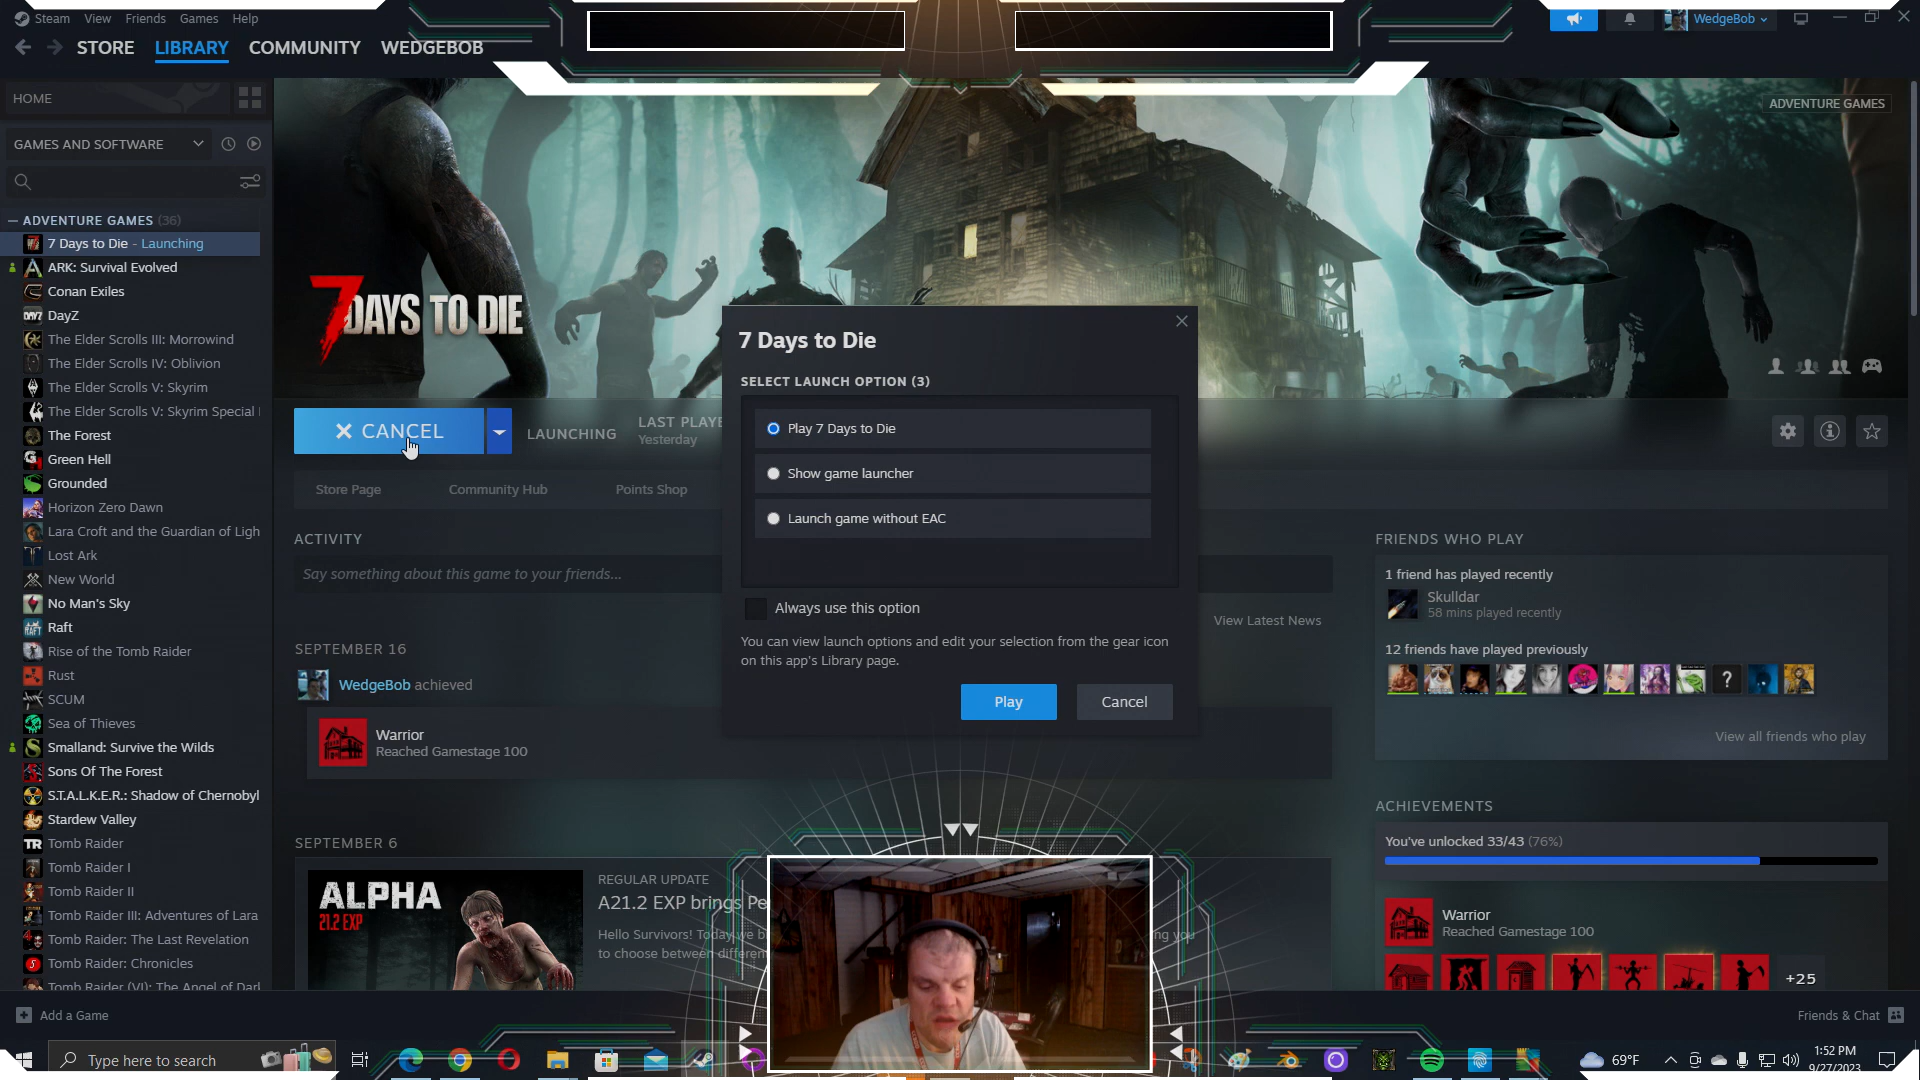 Steam View Friends Games Help
WedgeBob
STORE LIBRARY COMMUNITY WEDGEBOB
HOME
ADVENTURE GAMES
GAMES AND SOFTWARE
— ADVENTURE GAMES (36)
7 Days to Die - Launching
ARK: Survival Evolved
Conan Exiles
DayZ
The Elder Scrolls III: Morrowind
The Elder Scrolls IV: Oblivion
The Elder Scrolls V: Skyrim
The Elder Scrolls V: Skyrim Special
The Forest
Green Hell
Grounded
Horizon Zero Dawn
Lara Croft and the Guardian of Ligh
Lost Ark
New World
No Man's Sky
Raft
Rise of the Tomb Raider
Rust
SCUM
Sea of Thieves
Smalland: Survive the Wilds
Sons Of The Forest
S.T.A.L.K.E.R.: Shadow of Chernobyl
Stardew Valley
Tomb Raider
Tomb Raider I
Tomb Raider II
Tomb Raider III: Adventures of Lara
Tomb Raider: The Last Revelation
Tomb Raider: Chronicles
Tomb Raider (VI): The Angel of Dark
Add a Game
7 DAYS TO DIE
CANCEL
LAUNCHING
LAST PLAYE
Yesterday
Store Page Community Hub Points Shop
ACTIVITY
Say something about this game to your friends...
View Latest News
SEPTEMBER 16
WedgeBob achieved
Warrior
Reached Gamestage 100
SEPTEMBER 6
ALPHA
21.2 EXP
REGULAR UPDATE
A21.2 EXP brings Pe
Hello Survivors! Today we b
ng you
to choose between differen
7 Days to Die
SELECT LAUNCH OPTION (3)
Play 7 Days to Die
Show game launcher
Launch game without EAC
Always use this option
You can view launch options and edit your selection from the gear icon
on this app's Library page.
Play Cancel
FRIENDS WHO PLAY
1 friend has played recently
Skulldar
58 mins played recently
12 friends have played previously
?
View all friends who play
ACHIEVEMENTS
You've unlocked 33/43 (76%)
Warrior
Reached Gamestage 100
+25
Friends & Chat
Type here to search
69°F
1:52 PM
9/27/2023